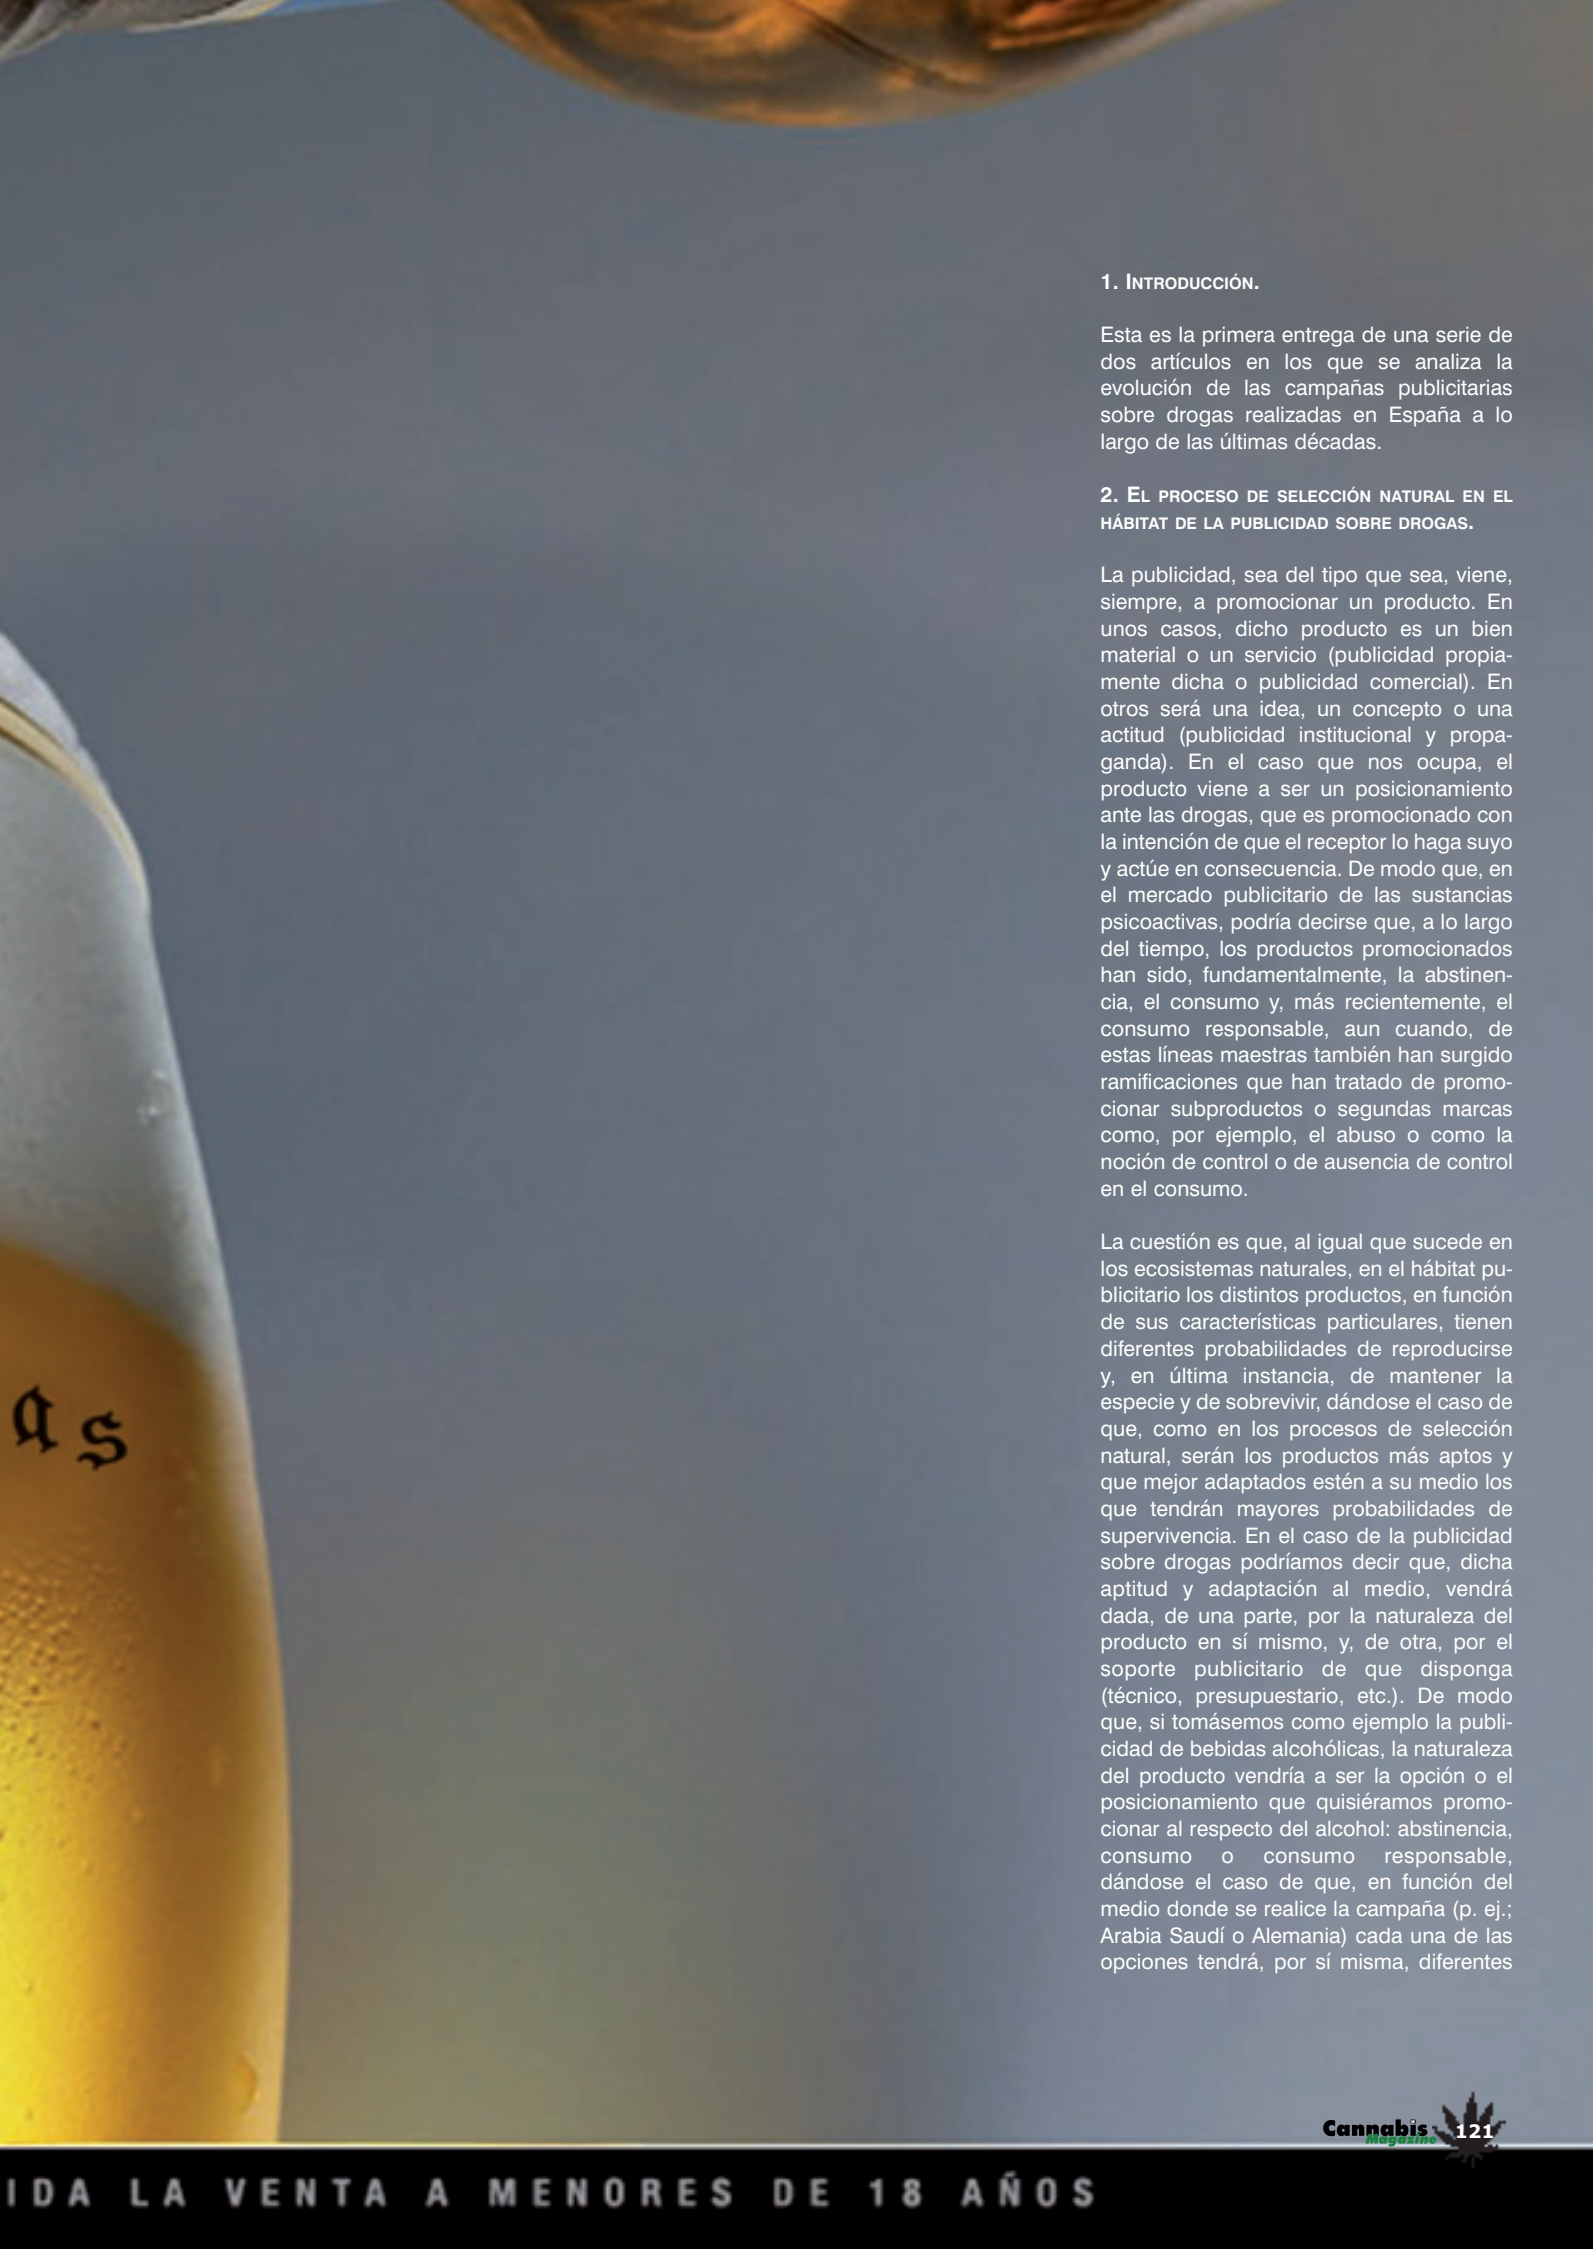 1. INTRODUCCIÓN.
Esta es la primera entrega de una serie de
dos artículos en los que se analiza la
evolución de las campañas publicitarias
sobre drogas realizadas en España a lo
largo de las últimas décadas.
2. EL PROCESO DE SELECCIÓN NATURAL EN EL
HÁBITAT DE LA PUBLICIDAD SOBRE DROGAS.
La publicidad, sea del tipo que sea, viene,
siempre, a promocionar un producto. En
unos casos, dicho producto es un bien
material o un servicio (publicidad propia-
mente dicha o publicidad comercial). En
otros será una idea, un concepto o una
actitud (publicidad institucional y propa-
ganda). En el caso que nos ocupa, el
producto viene a ser un posicionamiento
ante las drogas, que es promocionado con
la intención de que el receptor lo haga suyo
y actúe en consecuencia. De modo que, en
el mercado publicitario de las sustancias
psicoactivas, podría decirse que, a lo largo
del tiempo, los productos promocionados
han sido, fundamentalmente, la abstinen-
cia, el consumo y, más recientemente, el
consumo responsable, aun cuando, de
estas líneas maestras también han surgido
ramificaciones que han tratado de promo-
cionar subproductos o segundas marcas
como, por ejemplo, el abuso o como la
noción de control o de ausencia de control
en el consumo.
La cuestión es que, al igual que sucede en
los ecosistemas naturales, en el hábitat pu-
blicitario los distintos productos, en función
de sus características particulares, tienen
diferentes probabilidades de reproducirse
y, en última instancia, de mantener la
especie y de sobrevivir, dándose el caso de
que, como en los procesos de selección
natural, serán los productos más aptos y
que mejor adaptados estén a su medio los
que tendrán mayores probabilidades de
supervivencia. En el caso de la publicidad
sobre drogas podríamos decir que, dicha
aptitud y adaptación al medio, vendrá
dada, de una parte, por la naturaleza del
producto en sí mismo, y, de otra, por el
soporte publicitario de que disponga
(técnico, presupuestario, etc.). De modo
que, si tomásemos como ejemplo la publi-
cidad de bebidas alcohólicas, la naturaleza
del producto vendría a ser la opción o el
posicionamiento que quisiéramos promo-
cionar al respecto del alcohol: abstinencia,
consumo o consumo responsable,
dándose el caso de que, en función del
medio donde se realice la campaña (p. ej.;
Arabia Saudí o Alemania) cada una de las
opciones tendrá, por sí misma, diferentes
as
Cannabis
Magazine
121
IDA LA VENTA A MENORES DE 18 AÑOS